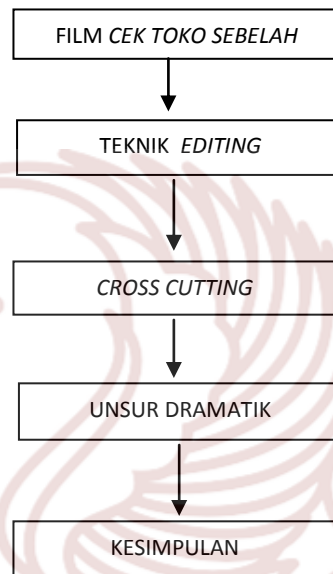 FILM CEK TOKO SEBELAH
TEKNIK EDITING
CROSS CUTTING
UNSUR DRAMATIK
KESIMPULAN